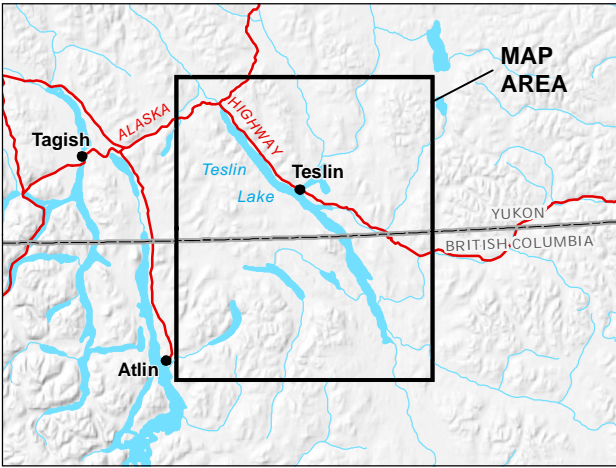 MAP
AREA
ALASKA
HIGHWAY
Tagish
Teslin
Teslin
Lake
YUKON
BRITISH COLUMBIA
Atlin